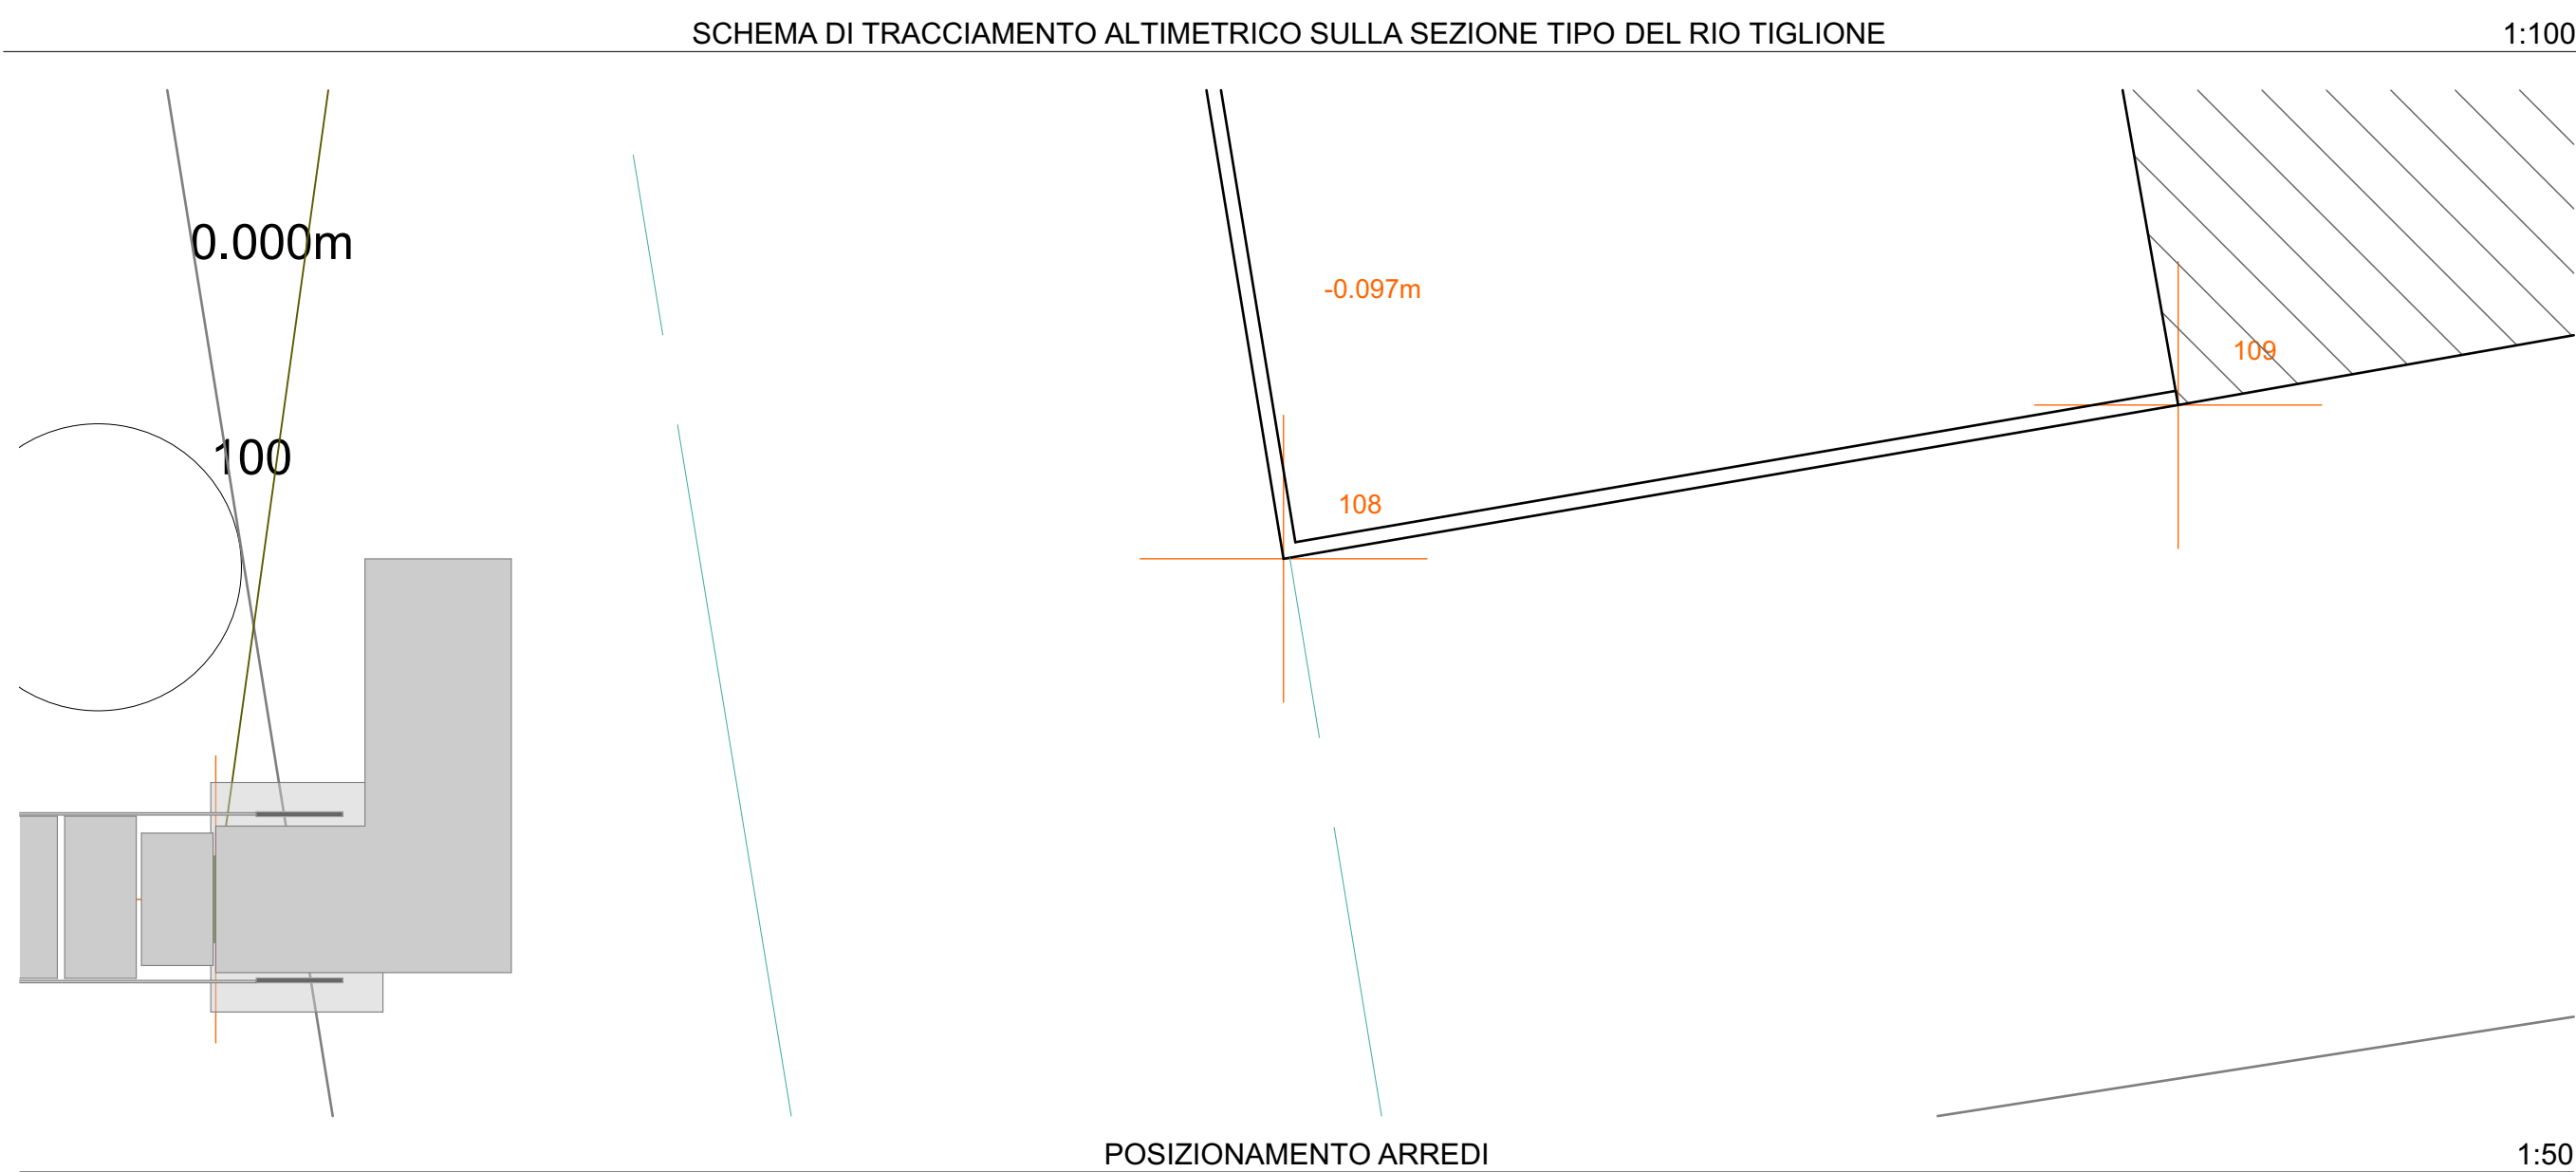 SCHEMA DI TRACCIAMENTO ALTIMETRICO SULLA SEZIONE TIPO DEL RIO TIGLIONE 1:100
0.000m
-0.097m
109
100
108
POSIZIONAMENTO ARREDI 1:50